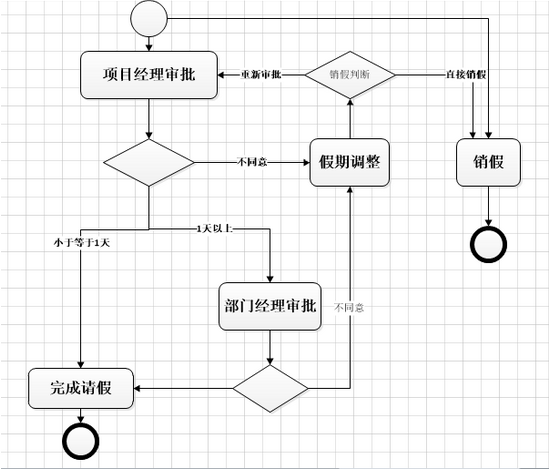 项目经理审批
重新审批
销假判断
直接销假
不同意
假期调整
销假
小于等于1天
1天以上
部门经理审批
不同意
完成请假